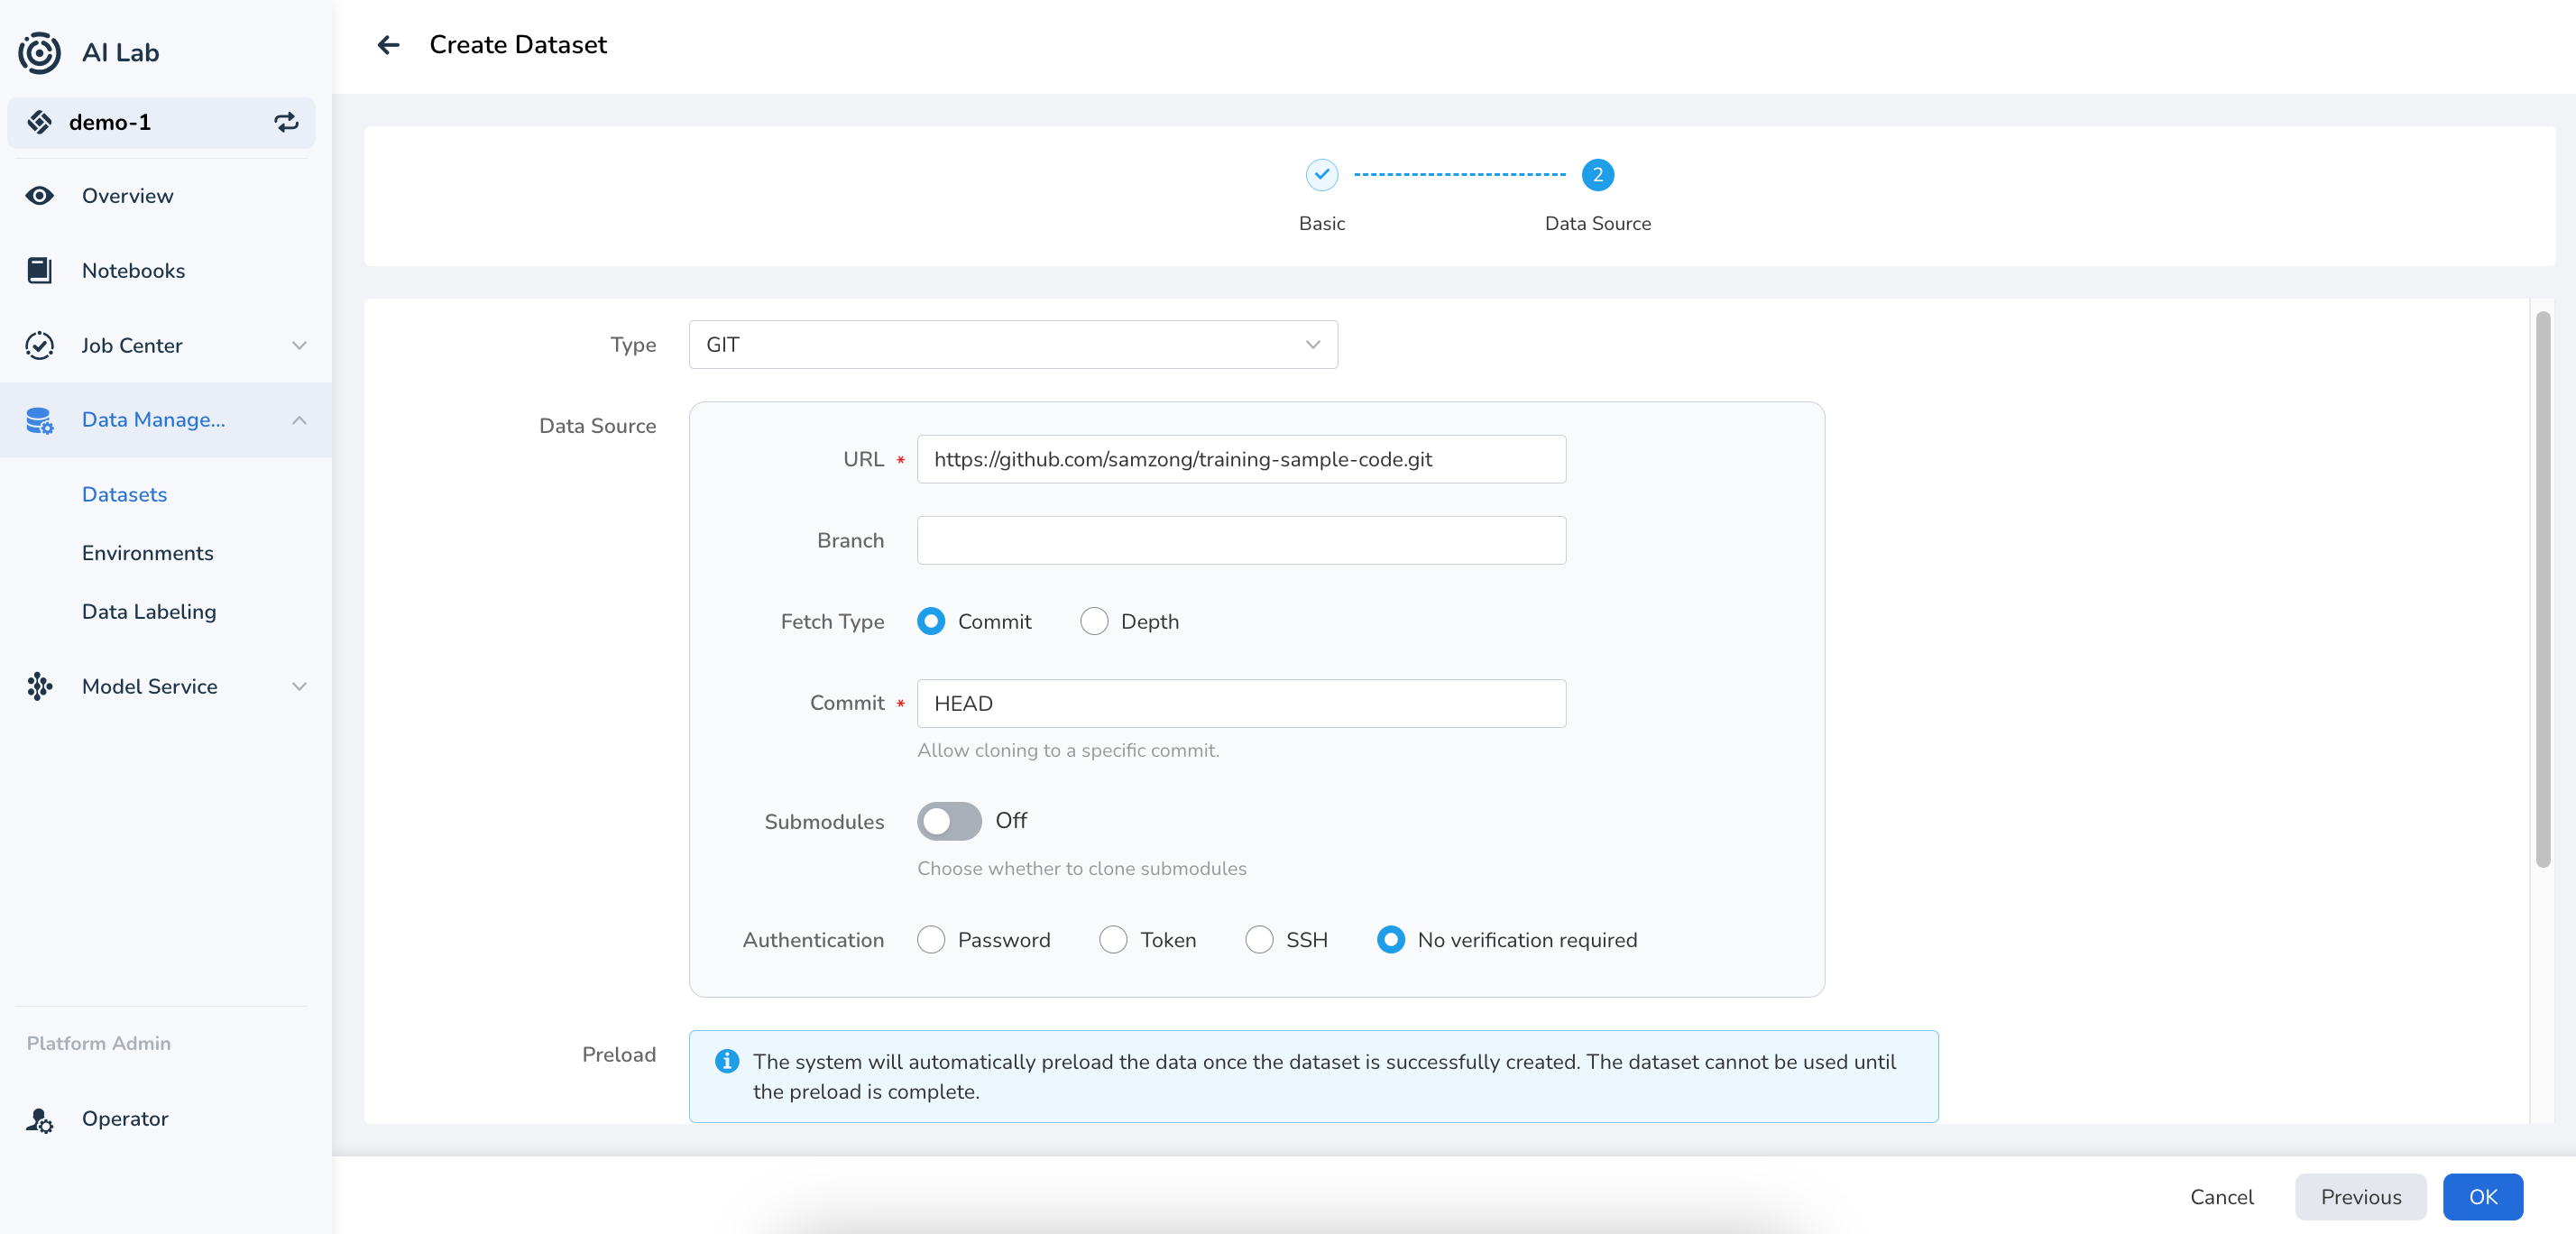 AI Lab
demo-1
Overview
Notebooks
Job Center
Data Manage...
Datasets
Environments
Data Labeling
Model Service
Platform Admin
Operator
Create Dataset
2
Basic
Data Source
Type
GIT
Data Source
URL *
https://github.com/samzong/training-sample-code.git
Branch
Fetch Type
Commit
Depth
Commit *
HEAD
Allow cloning to a specific commit.
Submodules
Off
Choose whether to clone submodules
Authentication
Password
Token
SSH
No verification required
Preload
The system will automatically preload the data once the dataset is successfully created. The dataset cannot be used until
the preload is complete.
Cancel
Previous
OK